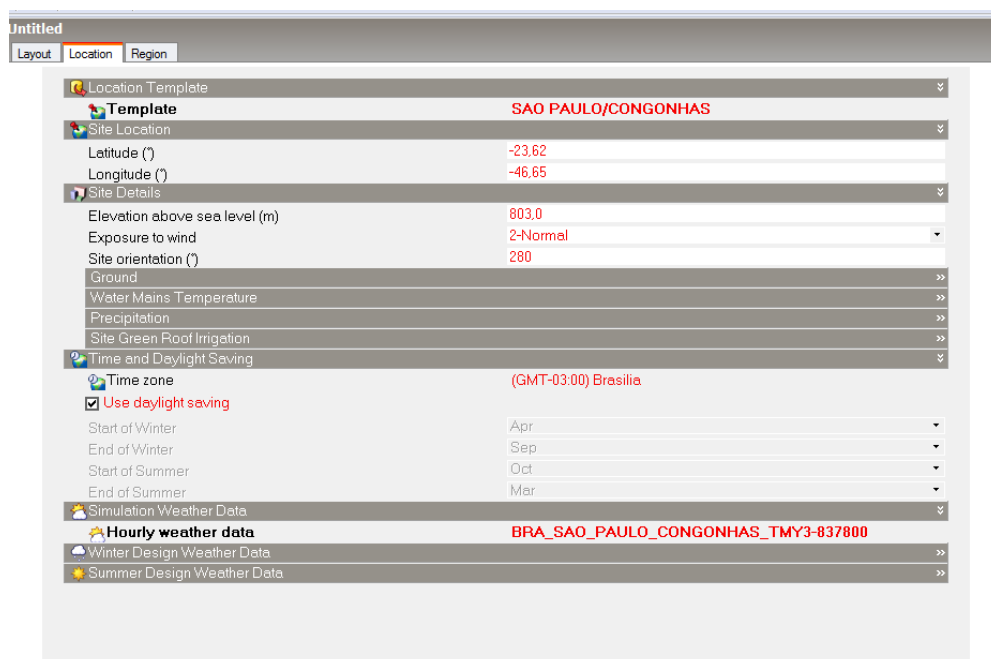 Untitled
Layout Location Region
Location Template
Template SAO PAULO/CONGONHAS
Site Location
Latitude (°) -23,62
Longitude (°) -46,65
Site Details
Elevation above sea level (m) 803,0
Exposure to wind 2-Normal
Site orientation (°) 280
Ground
Water Mains Temperature
Precipitation
Site Green Roof Irrigation
Time and Daylight Saving
Time zone (GMT-03:00) Brasilia
Use daylight saving
Start of Winter Apr
End of Winter Sep
Start of Summer Oct
End of Summer Mar
Simulation Weather Data
Hourly weather data BRA_SAO_PAULO_CONGONHAS_TMY3-837800
Winter Design Weather Data
Summer Design Weather Data